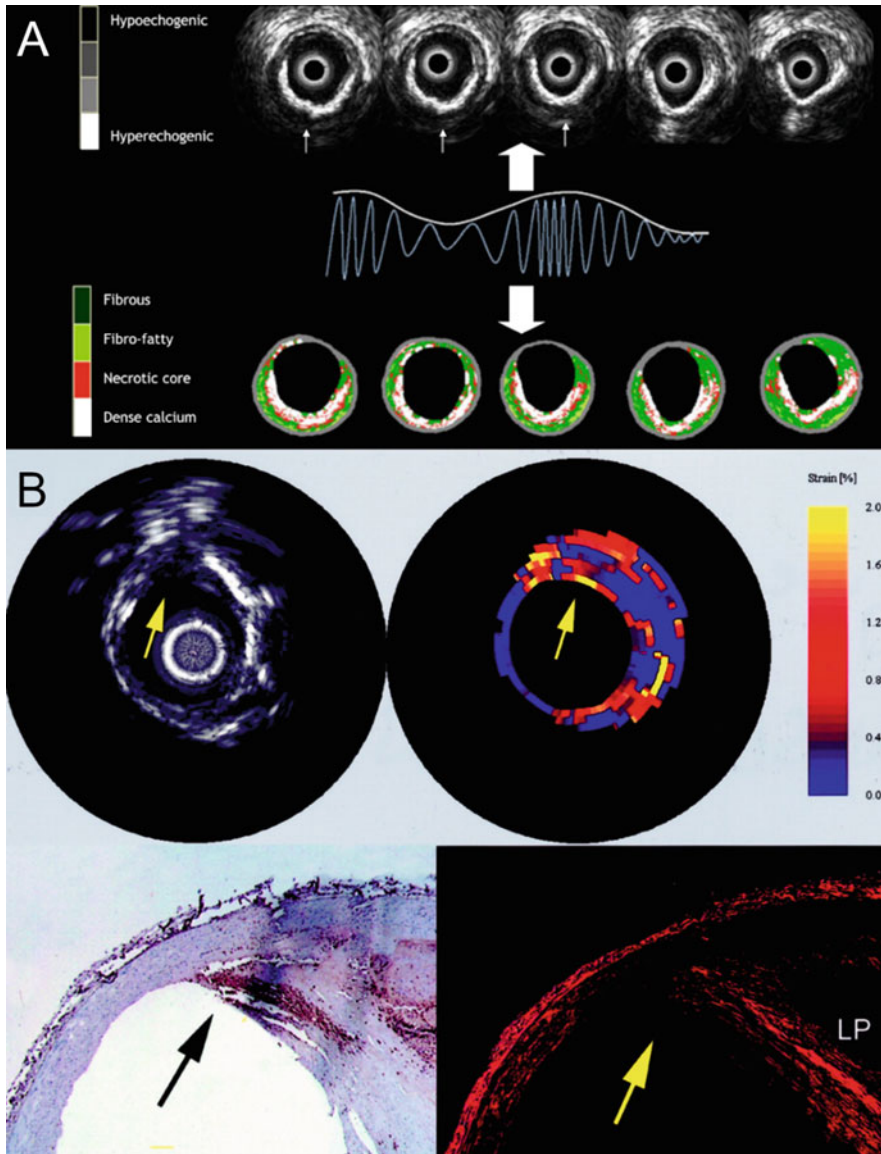 A
Hypoechogenic
Hyperechogenic
Fibrous
Fibro-fatty
Necrotic core
Dense calcium
B
Strain [%]
2.0
1.6
1.2
0.8
0.4
0.0
LP